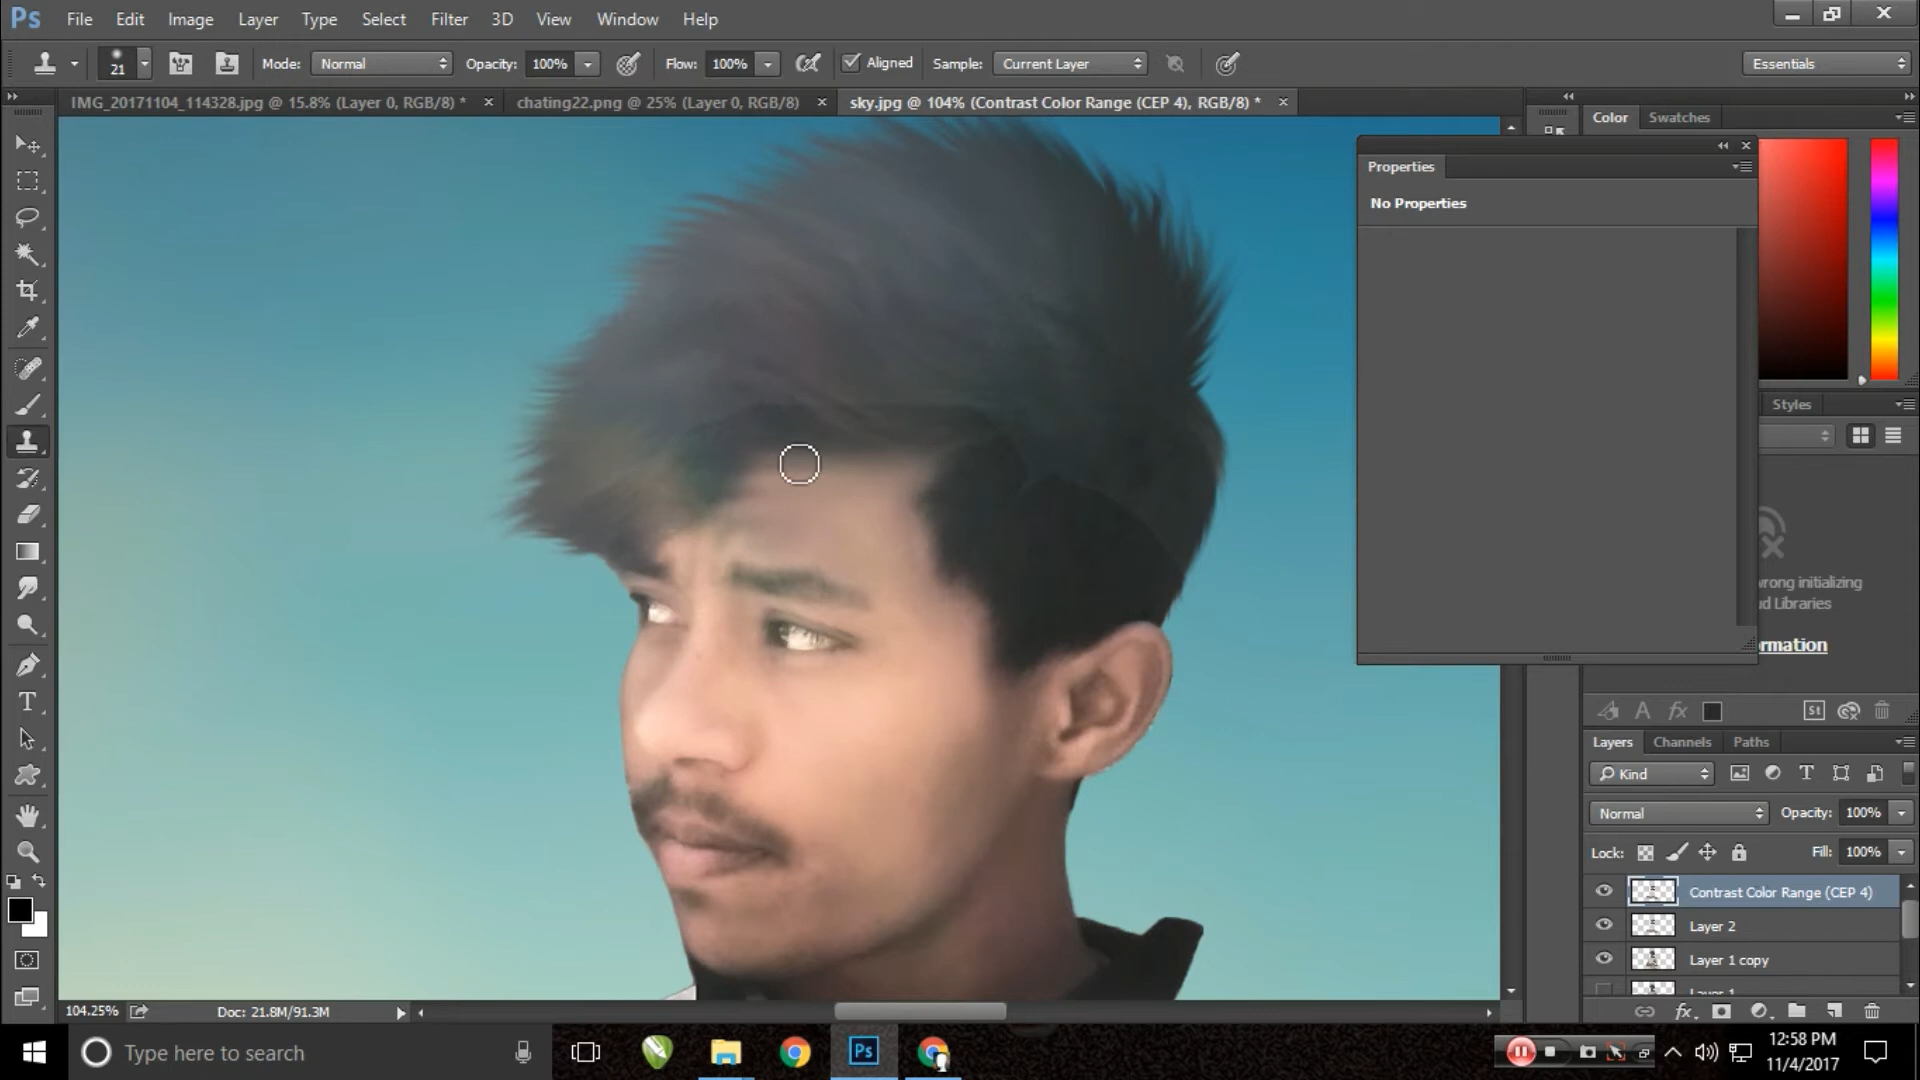 Ps File Edit Image Layer Type Select Filter 3D View Window Help
21 Mode: Normal Opacity: 100% Flow: 100% Aligned Sample: Current Layer Essentials
IMG_20171104_114328.jpg @ 15.8% (Layer 0, RGB/8) * chating22.png @ 25% (Layer 0, RGB/8) sky.jpg @ 104% (Contrast Color Range (CEP 4), RGB/8) *
Color Swatches
Properties
No Properties
Styles
wrong initializing
ud Libraries
rmation
St
Layers Channels Paths
Kind
Normal Opacity: 100%
Lock: Fill: 100%
Contrast Color Range (CEP 4)
Layer 2
Layer 1 copy
Layer 1
104.25% Doc: 21.8M/91.3M
Type here to search
Ps
12:58 PM
11/4/2017